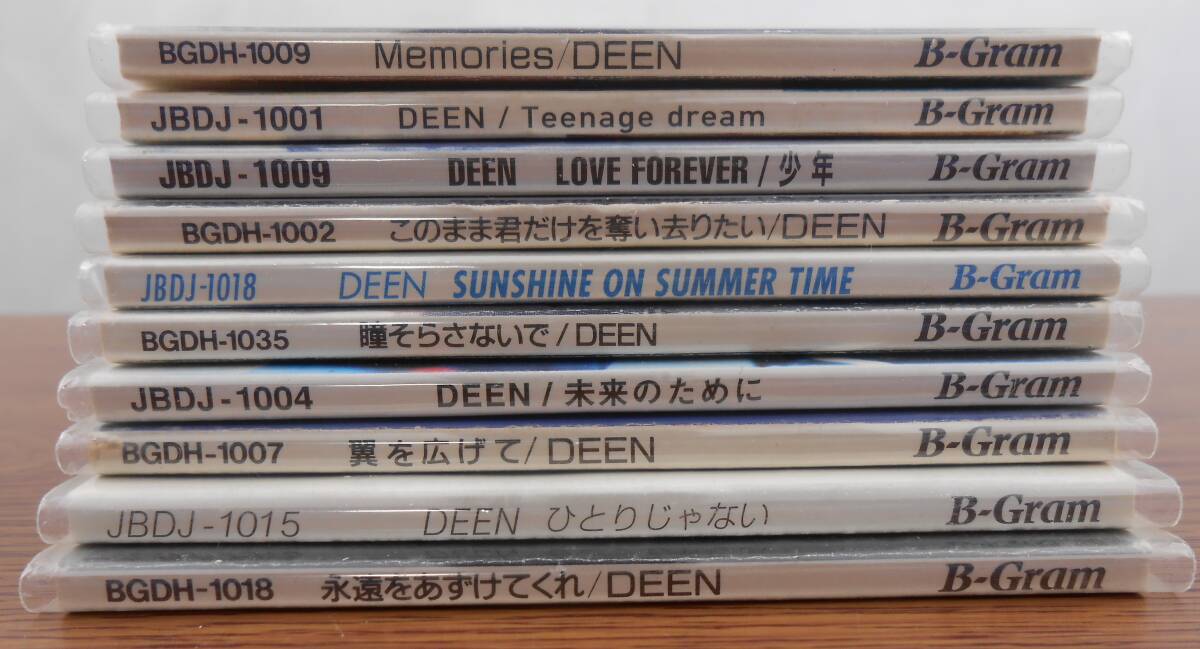 BGDH-1009 Memories/DEEN B-Gram
JBDJ-1001 DEEN / Teenage dream B-Gram
JBDJ-1009 DEEN LOVE FOREVER / 少年 B-Gram
BGDH-1002 このまま君だけを奪い去りたい/DEEN B-Gram
JBDJ-1018 DEEN SUNSHINE ON SUMMER TIME B-Gram
BGDH-1035 瞳そらさないで/DEEN B-Gram
JBDJ-1004 DEEN / 未来のために B-Gram
BGDH-1007 翼を広げて/DEEN B-Gram
JBDJ-1015 DEEN ひとりじゃない B-Gram
BGDH-1018 永遠をあずけてくれ/DEEN B-Gram